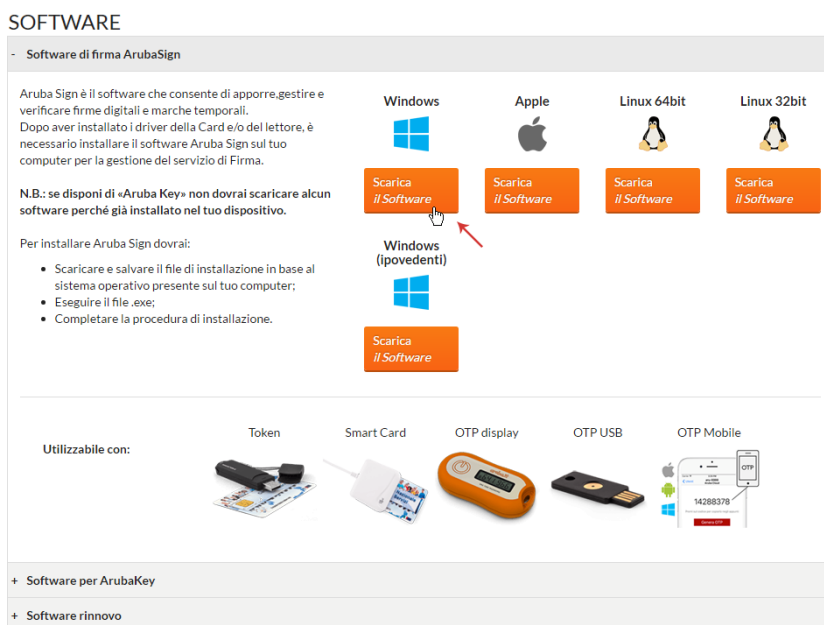 SOFTWARE
- Software di firma ArubaSign
Aruba Sign è il software che consente di apporre,gestire e
verificare firme digitali e marche temporali.
Dopo aver installato i driver della Card e/o del lettore, è
necessario installare il software Aruba Sign sul tuo
computer per la gestione del servizio di Firma.
N.B.: se disponi di «Aruba Key» non dovrai scaricare alcun
software perché già installato nel tuo dispositivo.
Per installare Aruba Sign dovrai:
• Scaricare e salvare il file di installazione in base al
sistema operativo presente sul tuo computer;
• Eseguire il file .exe;
• Completare la procedura di installazione.
Windows
Scarica
il Software
Apple
Scarica
il Software
Linux 64bit
Scarica
il Software
Linux 32bit
Scarica
il Software
Windows
(ipovedenti)
Scarica
il Software
Utilizzabile con:
Token
Smart Card
OTP display
OTP USB
OTP Mobile
OTP
14288378
+ Software per ArubaKey
+ Software rinnovo